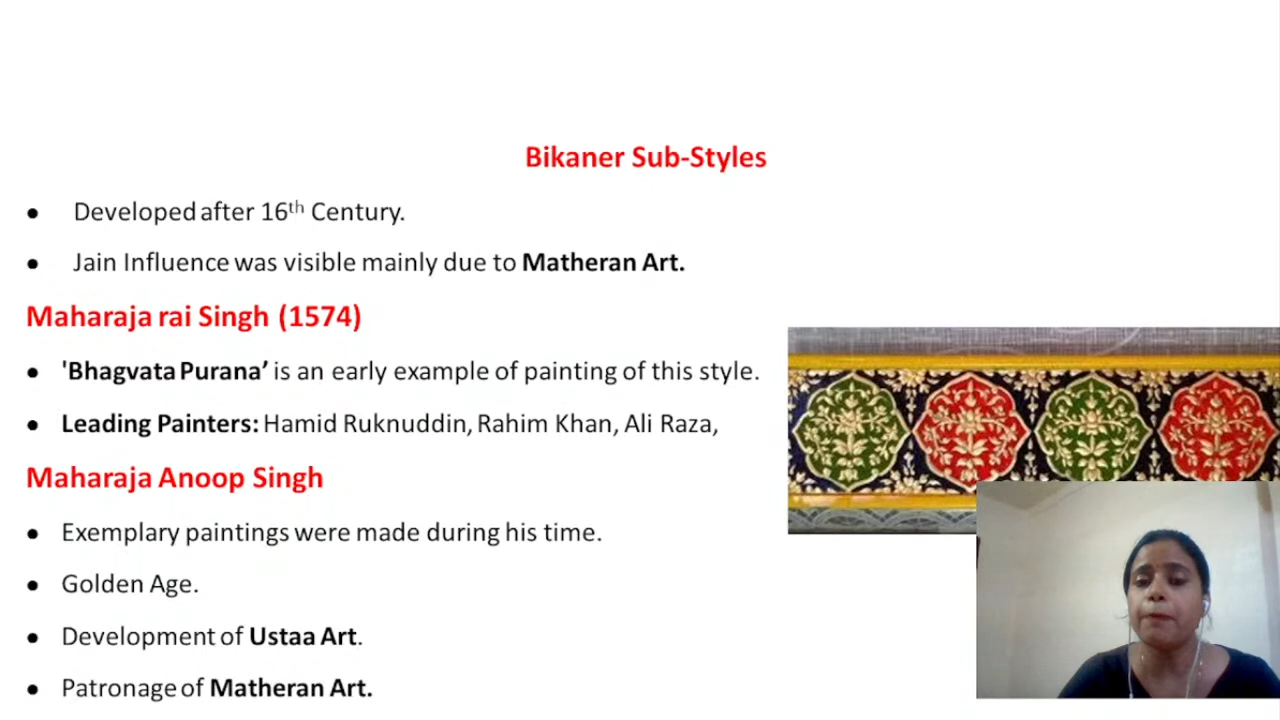 Bikaner Sub-Styles
• Developed after 16th Century.
• Jain Influence was visible mainly due to Matheran Art.
Maharaja rai Singh (1574)
• 'Bhagvata Purana’ is an early example of painting of this style.
• Leading Painters: Hamid Ruknuddin, Rahim Khan, Ali Raza,
Maharaja Anoop Singh
• Exemplary paintings were made during his time.
• Golden Age.
• Development of Ustaa Art.
• Patronage of Matheran Art.